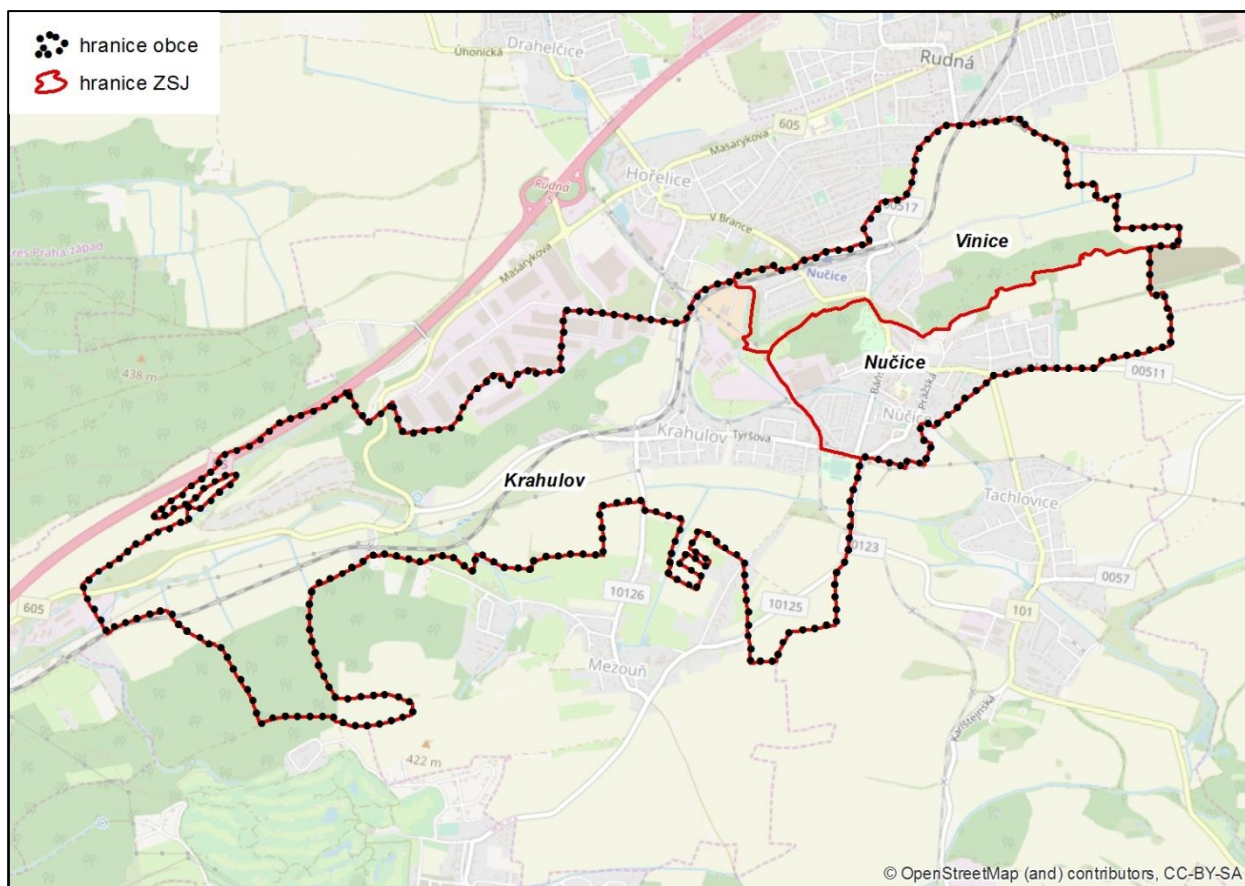 hranice obce
hranice ZSJ
Úhonická
Drahelčice
Rudná
605
Masarykova
Rudná
Hořelice
V Brance
00517
Vinice
Masarykova
Nučice
438 m
Nučice
Pražská
00511
Nučice
Krahulov
Tyršova
Krahulov
Tachlovice
10123
0057
605
10126
10125
101
Mezouň
Karlštejnská
422 m
© OpenStreetMap (and) contributors, CC-BY-SA